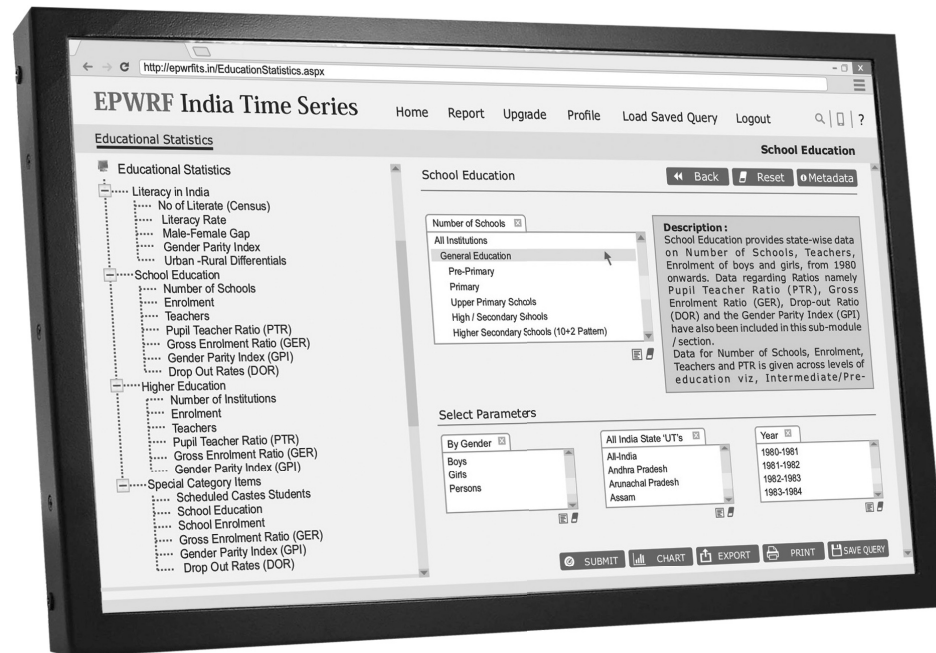 http://epwrfits.in/EducationStatistics.aspx
EPWRF India Time Series
Home Report Upgrade Profile Load Saved Query Logout
?
Educational Statistics
School Education
Educational Statistics
Literacy in India
No of Literate (Census)
Literacy Rate
Male-Female Gap
Gender Parity Index
Urban -Rural Differentials
School Education
Number of Schools
Enrolment
Teachers
Pupil Teacher Ratio (PTR)
Gross Enrolment Ratio (GER)
Gender Parity Index (GPI)
Drop Out Rates (DOR)
Higher Education
Number of Institutions
Enrolment
Teachers
Pupil Teacher Ratio (PTR)
Gross Enrolment Ratio (GER)
Gender Parity Index (GPI)
Special Category Items
Scheduled Castes Students
School Education
School Enrolment
Gross Enrolment Ratio (GER)
Gender Parity Index (GPI)
Drop Out Rates (DOR)
School Education
Back Reset Metadata
Number of Schools
All Institutions
General Education
Pre-Primary
Primary
Upper Primary Schools
High / Secondary Schools
Higher Secondary Schools (10+2 Pattern)
Description :
School Education provides state-wise data
on Number of Schools, Teachers,
Enrolment of boys and girls, from 1980
onwards. Data regarding Ratios namely
Pupil Teacher Ratio (PTR), Gross
Enrolment Ratio (GER), Drop-out Ratio
(DOR) and the Gender Parity Index (GPI)
have also been included in this sub-module
/ section.
Data for Number of Schools, Enrolment,
Teachers and PTR is given across levels of
education viz, Intermediate/Pre-
Select Parameters
By Gender
Boys
Girls
Persons
All India State 'UT's
All-India
Andhra Pradesh
Arunachal Pradesh
Assam
Year
1980-1981
1981-1982
1982-1983
1983-1984
SUBMIT CHART EXPORT PRINT SAVE QUERY